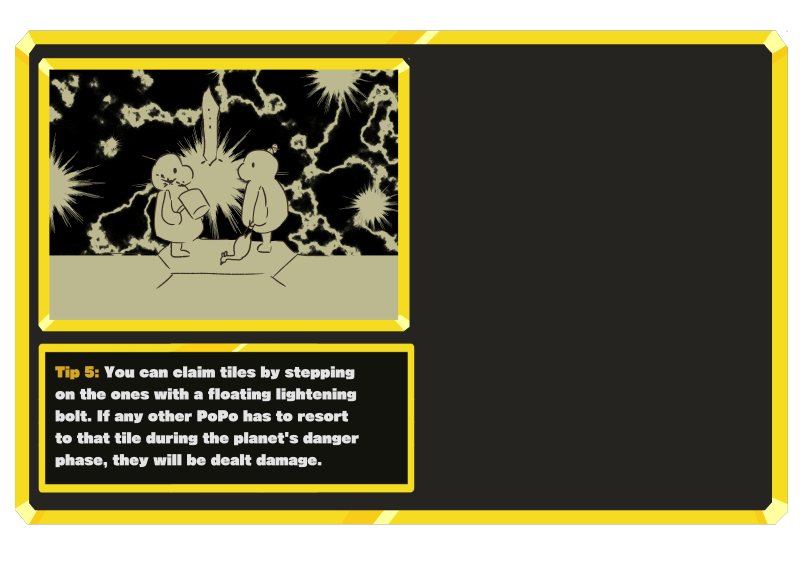 Tip 5: You can claim tiles by stepping
on the ones with a floating lightening
bolt. If any other PoPo has to resort
to that tile during the planet's danger
phase, they will be dealt damage.